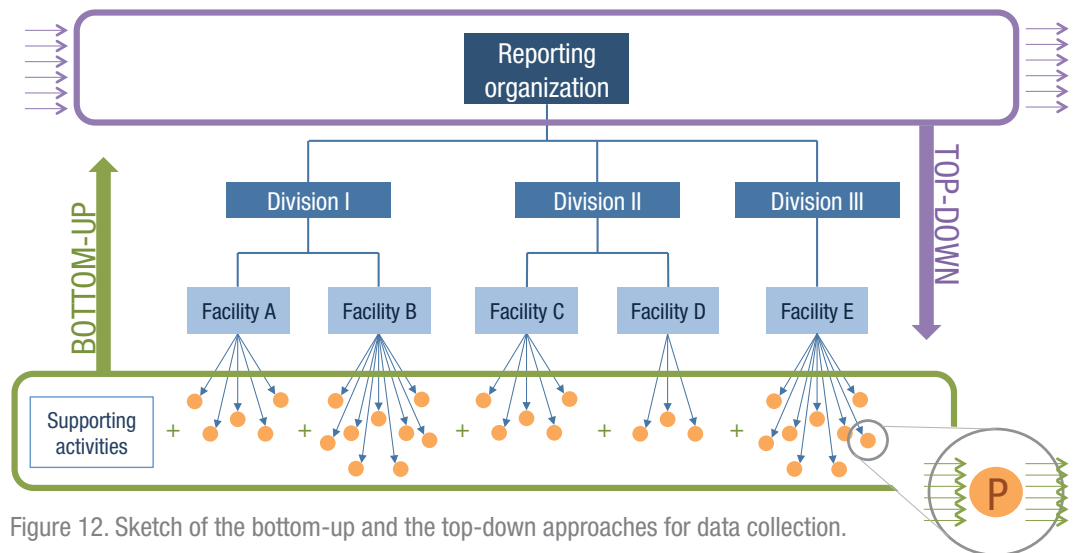 Reporting
organization
BOTTOM-UP
TOP-DOWN
Division I
Division II
Division III
Facility A
Facility B
Facility C
Facility D
Facility E
Supporting
activities
+
+
+
+
+
P
Figure 12. Sketch of the bottom-up and the top-down approaches for data collection.